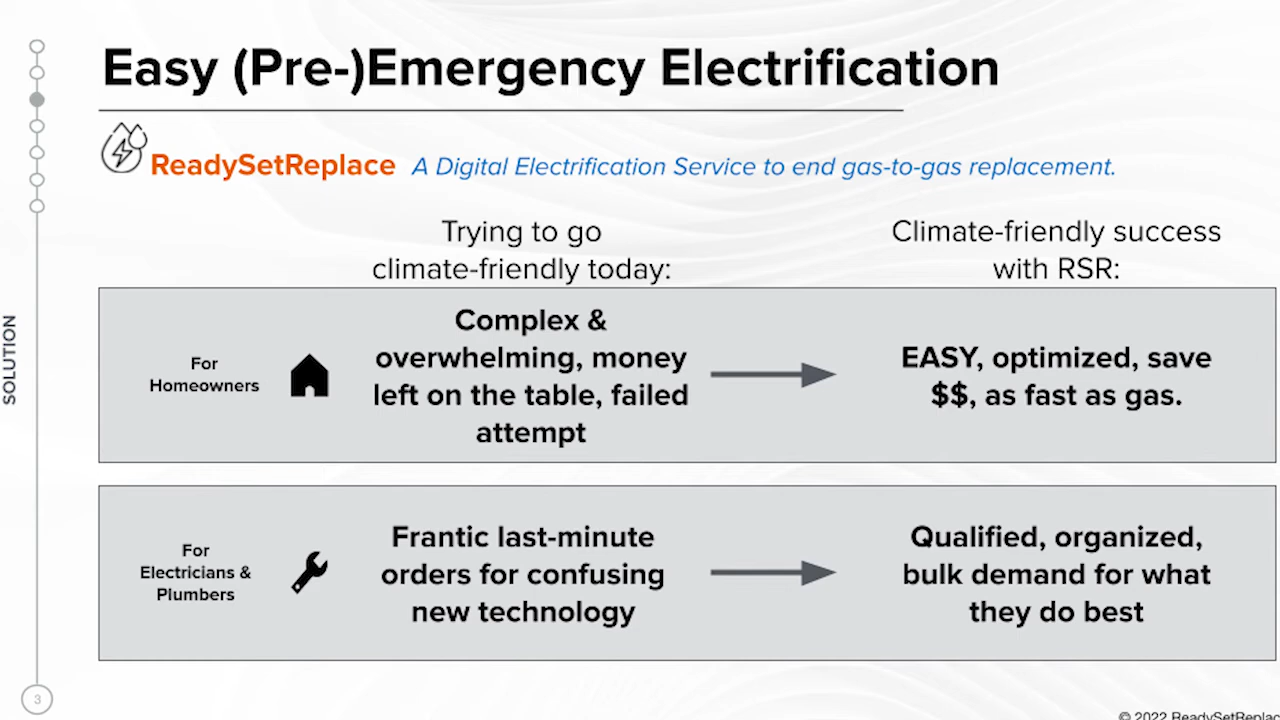 Easy (Pre-)Emergency Electrification
ReadySetReplace A Digital Electrification Service to end gas-to-gas replacement.
Trying to go
climate-friendly today:
Climate-friendly success
with RSR:
For
Homeowners
Complex &
overwhelming, money
left on the table, failed
attempt
EASY, optimized, save
$$, as fast as gas.
For
Electricians &
Plumbers
Frantic last-minute
orders for confusing
new technology
Qualified, organized,
bulk demand for what
they do best
SOLUTION
3
© 2022